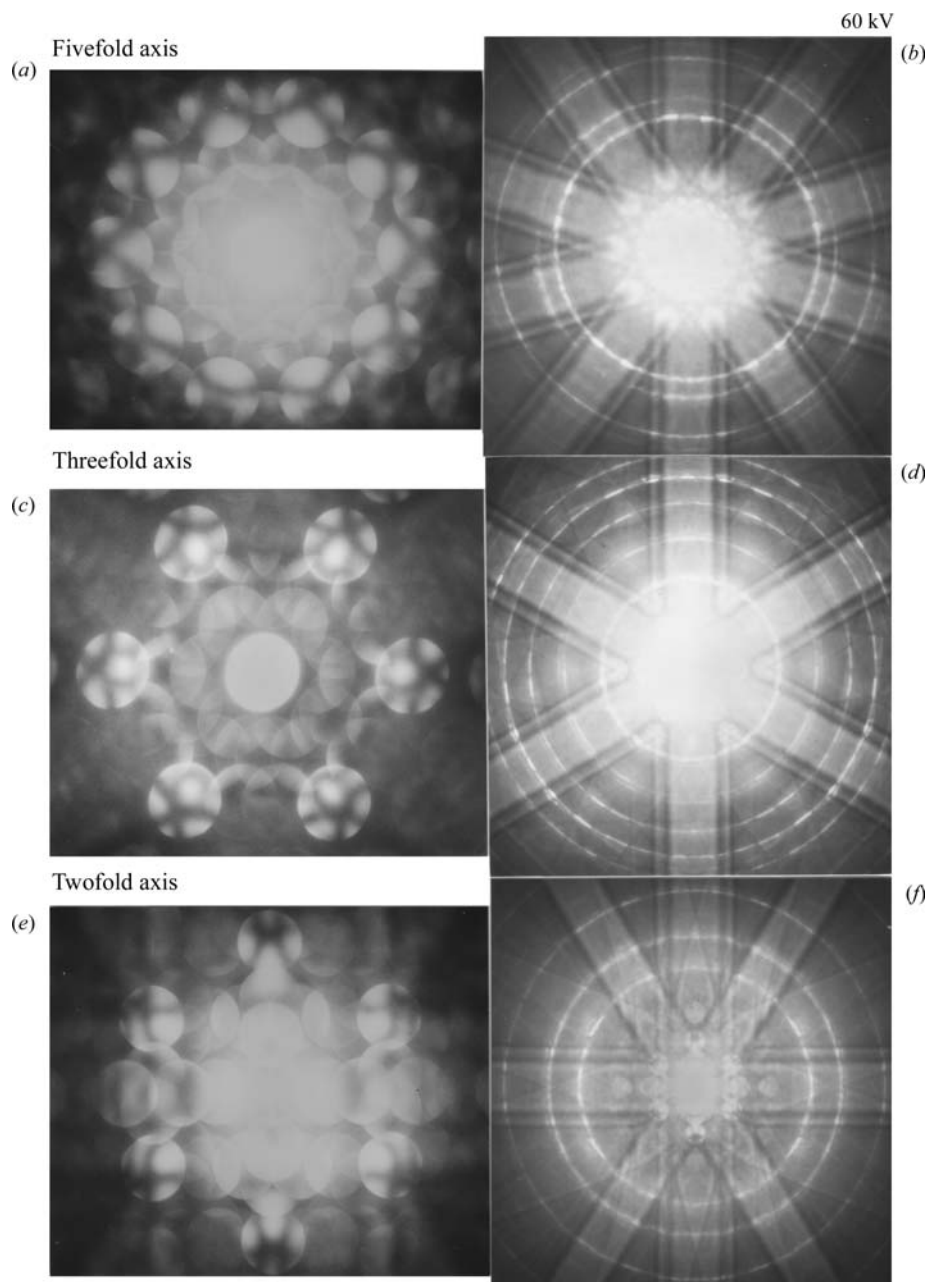 60 kV
Fivefold axis
(a)
(b)
Threefold axis
(c)
(d)
Twofold axis
(e)
(f)